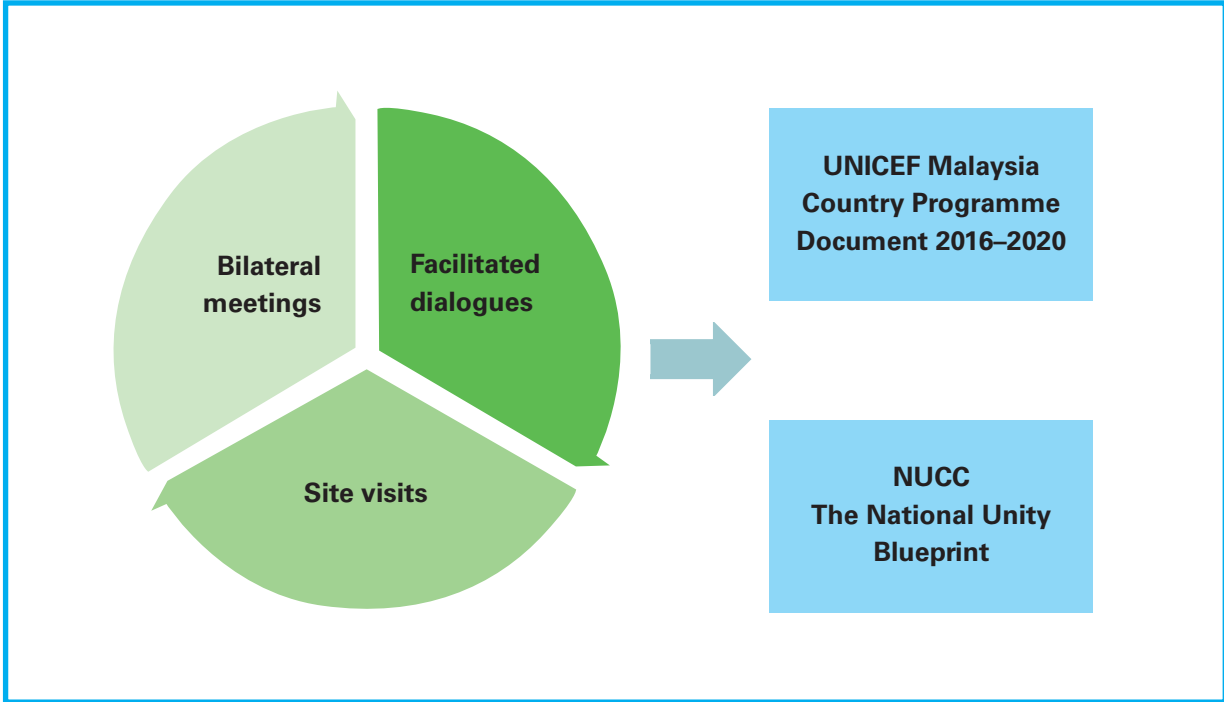 Bilateral
meetings
Facilitated
dialogues
Site visits
UNICEF Malaysia
Country Programme
Document 2016–2020
NUCC
The National Unity
Blueprint